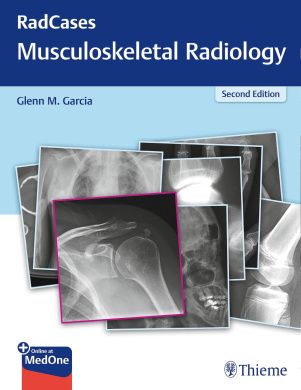 RadCases
Musculoskeletal Radiology
Second Edition
Glenn M. Garcia
+ Online at
MedOne
Thieme